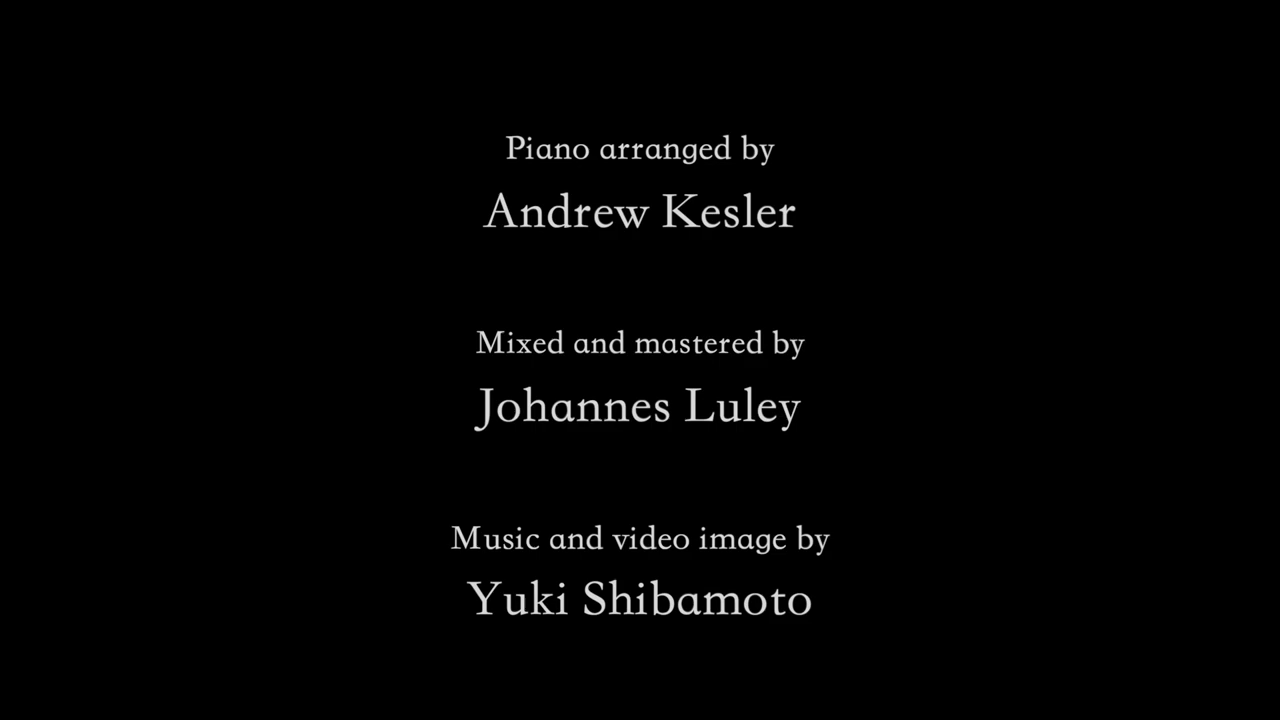 Piano arranged by
Andrew Kesler
Mixed and mastered by
Johannes Luley
Music and video image by
Yuki Shibamoto